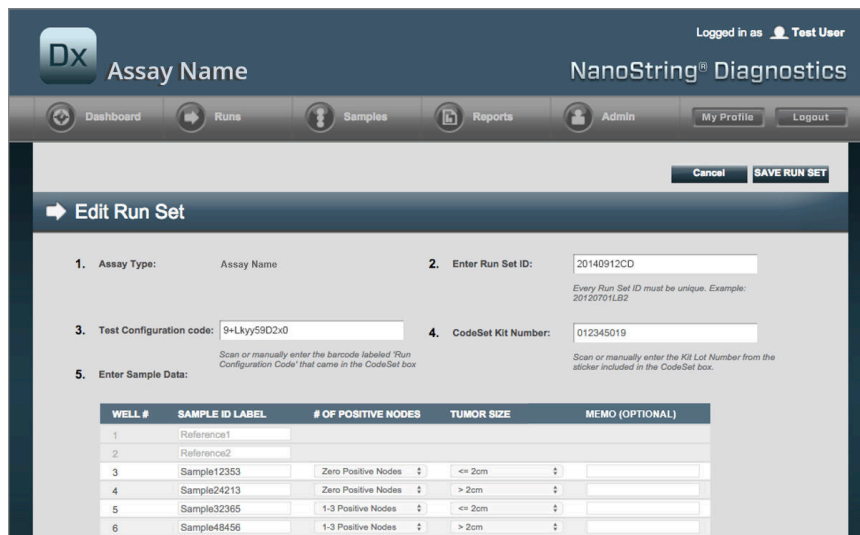 Logged in as Test User
Dx Assay Name
NanoString® Diagnostics
Dashboard Runs Samples Reports Admin My Profile Logout
Cancel SAVE RUN SET
Edit Run Set
1. Assay Type: Assay Name
2. Enter Run Set ID: 20140912CD
Every Run Set ID must be unique. Example:
20120701LB2
3. Test Configuration code: 9+Lkyy59D2x0
Scan or manually enter the barcode labeled 'Run
Configuration Code' that came in the CodeSet box
4. CodeSet Kit Number: 012345019
Scan or manually enter the Kit Lot Number from the
sticker included in the CodeSet box.
5. Enter Sample Data:
WELL # SAMPLE ID LABEL # OF POSITIVE NODES TUMOR SIZE MEMO (OPTIONAL)
1 Reference1
2 Reference2
3 Sample12353 Zero Positive Nodes <= 2cm
4 Sample24213 Zero Positive Nodes > 2cm
5 Sample32365 1-3 Positive Nodes <= 2cm
6 Sample48456 1-3 Positive Nodes > 2cm